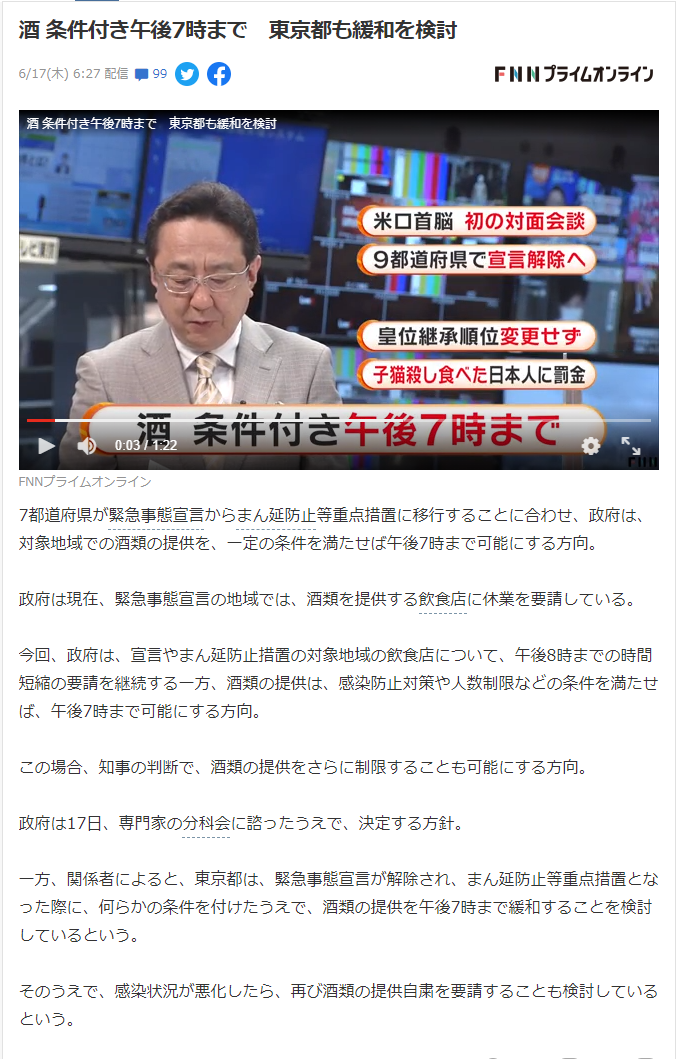 酒 条件付き午後7時まで　東京都も緩和を検討
6/17(木) 6:27 配信 99
FNNプライムオンライン
酒 条件付き午後7時まで　東京都も緩和を検討
米ロ首脳 初の対面会談
9都道府県で宣言解除へ
皇位継承順位変更せず
子猫殺し食べた日本人に罰金
酒 条件付き午後7時まで
0:03 / 1:22
FNNプライムオンライン
7都道府県が緊急事態宣言からまん延防止等重点措置に移行することに合わせ、政府は、
対象地域での酒類の提供を、一定の条件を満たせば午後7時まで可能にする方向。
政府は現在、緊急事態宣言の地域では、酒類を提供する飲食店に休業を要請している。
今回、政府は、宣言やまん延防止措置の対象地域の飲食店について、午後8時までの時間
短縮の要請を継続する一方、酒類の提供は、感染防止対策や人数制限などの条件を満たせ
ば、午後7時まで可能にする方向。
この場合、知事の判断で、酒類の提供をさらに制限することも可能にする方向。
政府は17日、専門家の分科会に諮ったうえで、決定する方針。
一方、関係者によると、東京都は、緊急事態宣言が解除され、まん延防止等重点措置とな
った際に、何らかの条件を付けたうえで、酒類の提供を午後7時まで緩和することを検討
しているという。
そのうえで、感染状況が悪化したら、再び酒類の提供自粛を要請することも検討している
という。